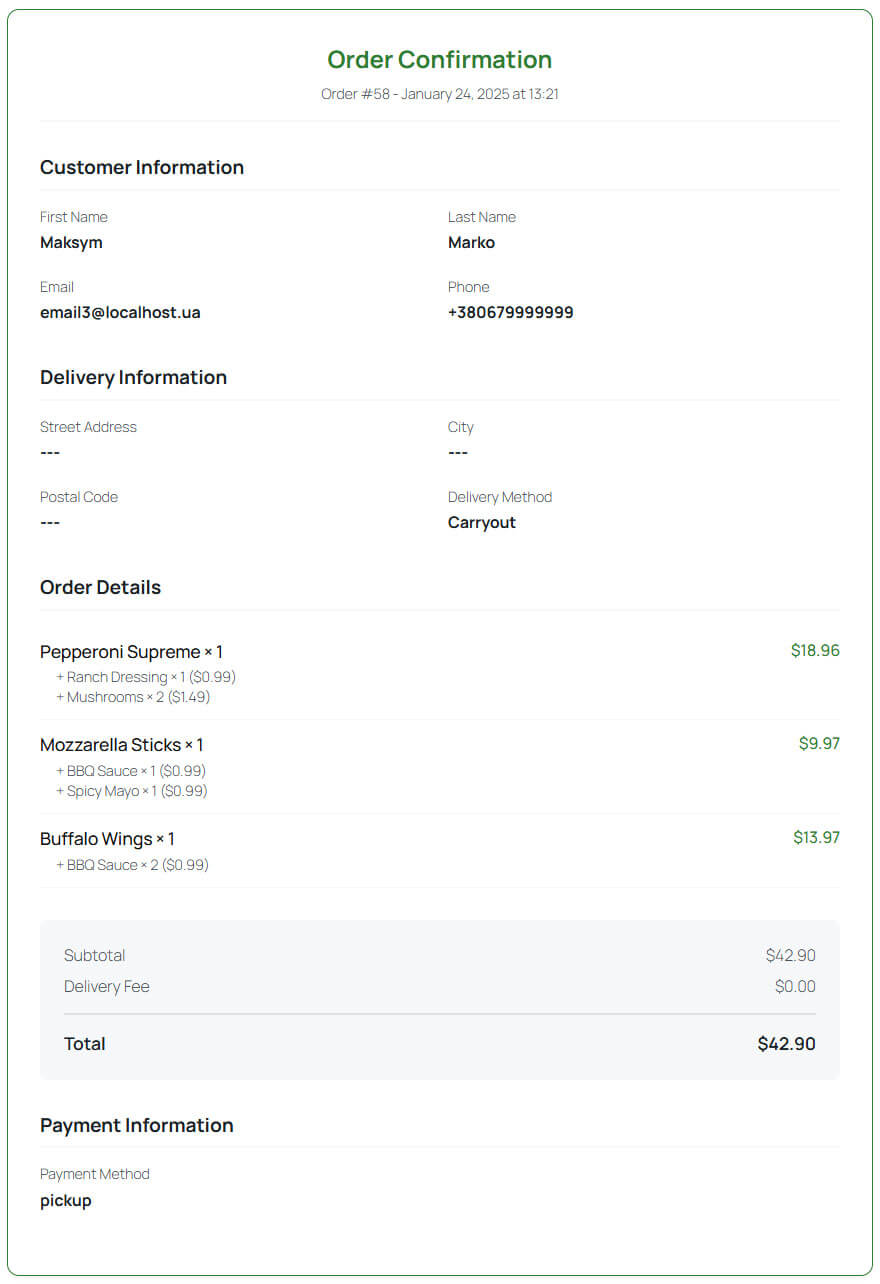 Order Confirmation
Order #58 - January 24, 2025 at 13:21
Customer Information
First Name
Maksym
Last Name
Marko
Email
email3@localhost.ua
Phone
+380679999999
Delivery Information
Street Address
---
City
---
Postal Code
---
Delivery Method
Carryout
Order Details
Pepperoni Supreme × 1 $18.96
+ Ranch Dressing × 1 ($0.99)
+ Mushrooms × 2 ($1.49)
Mozzarella Sticks × 1 $9.97
+ BBQ Sauce × 1 ($0.99)
+ Spicy Mayo × 1 ($0.99)
Buffalo Wings × 1 $13.97
+ BBQ Sauce × 2 ($0.99)
Subtotal $42.90
Delivery Fee $0.00
Total $42.90
Payment Information
Payment Method
pickup